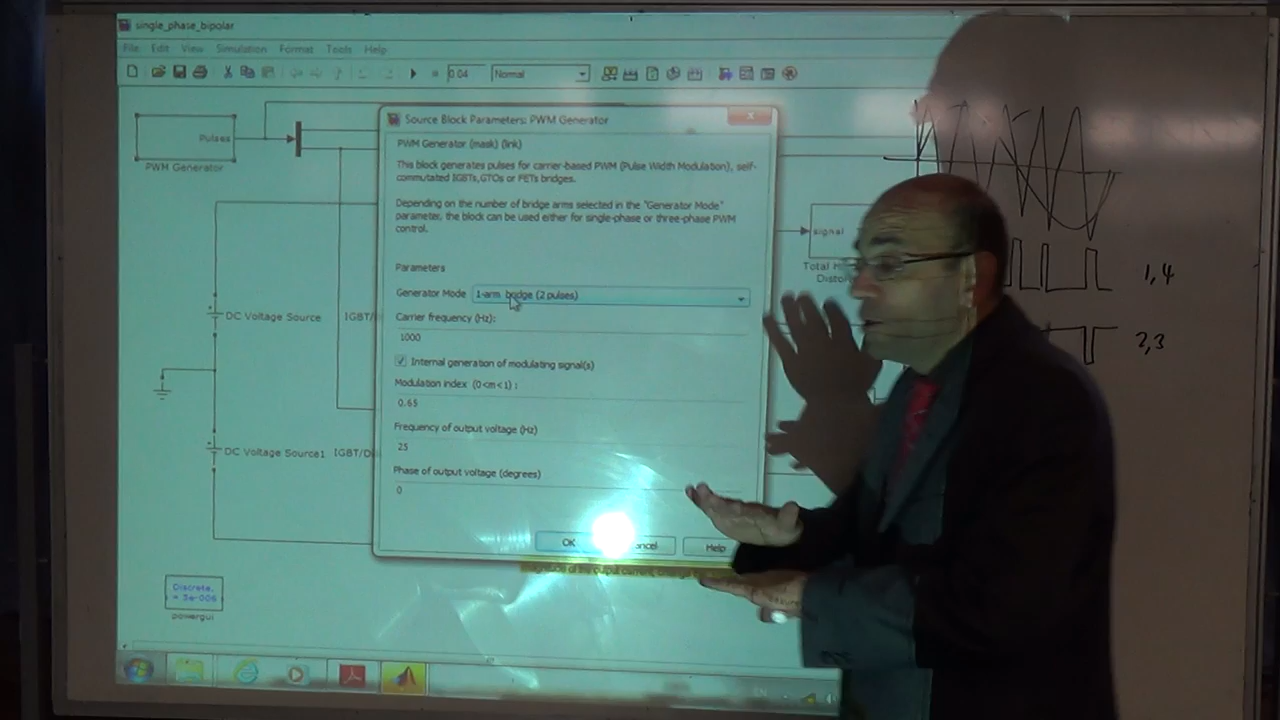 single_phase_bipolar
File Edit View Simulation Format Tools Help
0.04 Normal
Pulses
PWM Generator
Source Block Parameters: PWM Generator
PWM Generator (mask) (link)
This block generates pulses for carrier-based PWM (Pulse Width Modulation), self-
commutated IGBTs,GTOs or FETs bridges.
Depending on the number of bridge arms selected in the "Generator Mode"
parameter, the block can be used either for single-phase or three-phase PWM
control.
Parameters
Generator Mode 1-arm bridge (2 pulses)
Carrier frequency (Hz):
1000
Internal generation of modulating signal(s)
Modulation index (0<m<1) :
0.65
Frequency of output voltage (Hz)
25
Phase of output voltage (degrees)
0
OK Help
signal
Total
DC Voltage Source
DC Voltage Source1
Discrete,
powergui
1,4
2,3